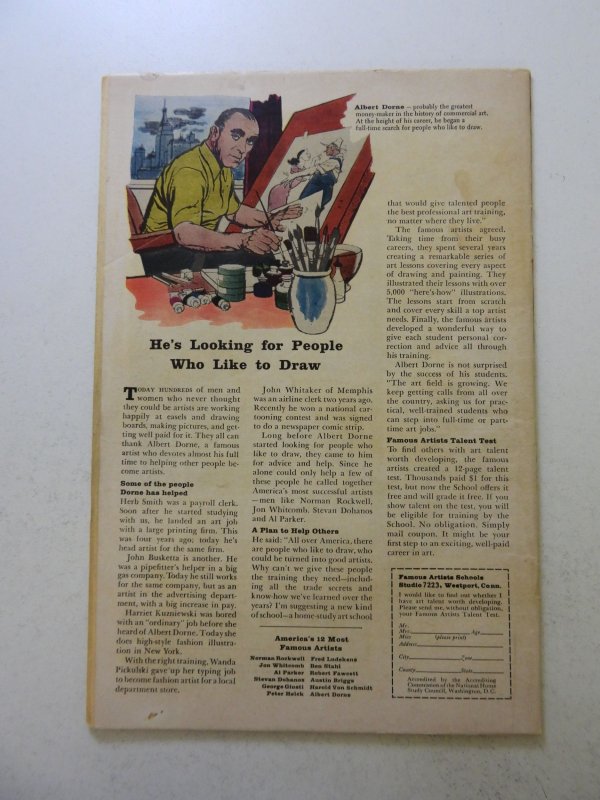 Albert Dorne – probably the greatest
money-maker in the history of commercial art.
At the height of his career, he began a
full-time search for people who like to draw.
He's Looking for People
Who Like to Draw
TODAY HUNDREDS of men and
women who never thought
they could be artists are working
happily at easels and drawing
boards, making pictures, and get-
ting well paid for it. They all can
thank Albert Dorne, a famous
artist who devotes almost his full
time to helping other people be-
come artists.
Some of the people
Dorne has helped
Herb Smith was a payroll clerk.
Soon after he started studying
with us, he landed an art job
with a large printing firm. This
was four years ago; today he's
head artist for the same firm.
John Busketta is another. He
was a pipefitter's helper in a big
gas company. Today he still works
for the same company, but as an
artist in the advertising depart-
ment, with a big increase in pay.
Harriet Kuzniewski was bored
with an "ordinary" job before she
heard of Albert Dorne. Today she
does high-style fashion illustra-
tion in New York.
With the right training, Wanda
Pickulski gave up her typing job
to become fashion artist for a local
department store.
John Whitaker of Memphis
was an airline clerk two years ago.
Recently he won a national car-
tooning contest and was signed
to do a newspaper comic strip.
Long before Albert Dorne
started looking for people who
like to draw, they came to him
for advice and help. Since he
alone could only help a few of
these people he called together
America's most successful artists
—men like Norman Rockwell,
Jon Whitcomb, Stevan Dohanos
and Al Parker.
A Plan to Help Others
He said: "All over America, there
are people who like to draw, who
could be turned into good artists.
Why can't we give these people
the training they need—includ-
ing all the trade secrets and
know-how we've learned over the
years? I'm suggesting a new kind
of school—a home-study art school
America's 12 Most
Famous Artists
Norman Rockwell Fred Ludekens
Jon Whitcomb Ben Stahl
Al Parker Robert Fawcett
Stevan Dohanos Austin Briggs
George Giusti Harold Von Schmidt
Peter Helck Albert Dorne
that would give talented people
the best professional art training,
no matter where they live."
The famous artists agreed.
Taking time from their busy
careers, they spent several years
creating a remarkable series of
art lessons covering every aspect
of drawing and painting. They
illustrated their lessons with over
5,000 "here's-how" illustrations.
The lessons start from scratch
and cover every skill a top artist
needs. Finally, the famous artists
developed a wonderful way to
give each student personal cor-
rection and advice all through
his training.
Albert Dorne is not surprised
by the success of his students.
"The art field is growing. We
keep getting calls from all over
the country, asking us for prac-
tical, well-trained students who
can step into full-time or part-
time art jobs."
Famous Artists Talent Test
To find others with art talent
worth developing, the famous
artists created a 12-page talent
test. Thousands paid $1 for this
test, but now the School offers it
free and will grade it free. If you
show talent on the test, you will
be eligible for training by the
School. No obligation. Simply
mail coupon. It might be your
first step to an exciting, well-paid
career in art.
Famous Artists Schools
Studio 7223, Westport, Conn.
I would like to find out whether I
have art talent worth developing.
Please send me, without obligation,
your Famous Artists Talent Test.
Mr.
Mrs. Age
Miss (please print)
Address
City Zone
County State
Accredited by the Accrediting
Commission of the National Home
Study Council, Washington, D.C.